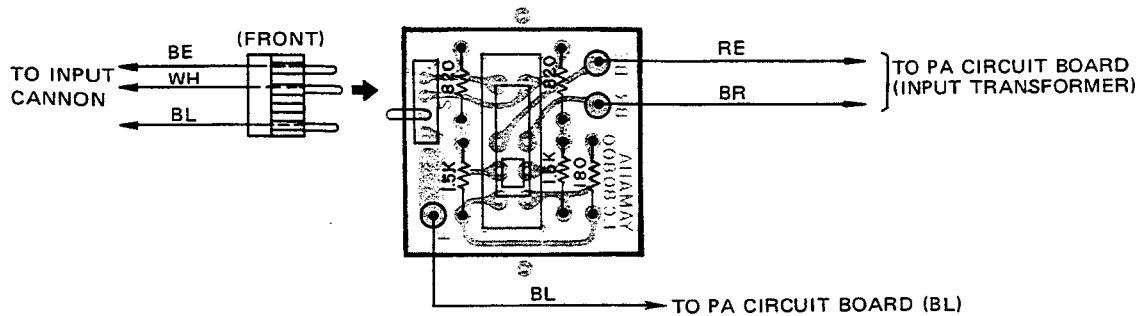 (FRONT)
BE
WH
BL
TO INPUT
CANNON
820
820
1.5K
1.5K
180
RE
BR
TO PA CIRCUIT BOARD
(INPUT TRANSFORMER)
BL
TO PA CIRCUIT BOARD (BL)